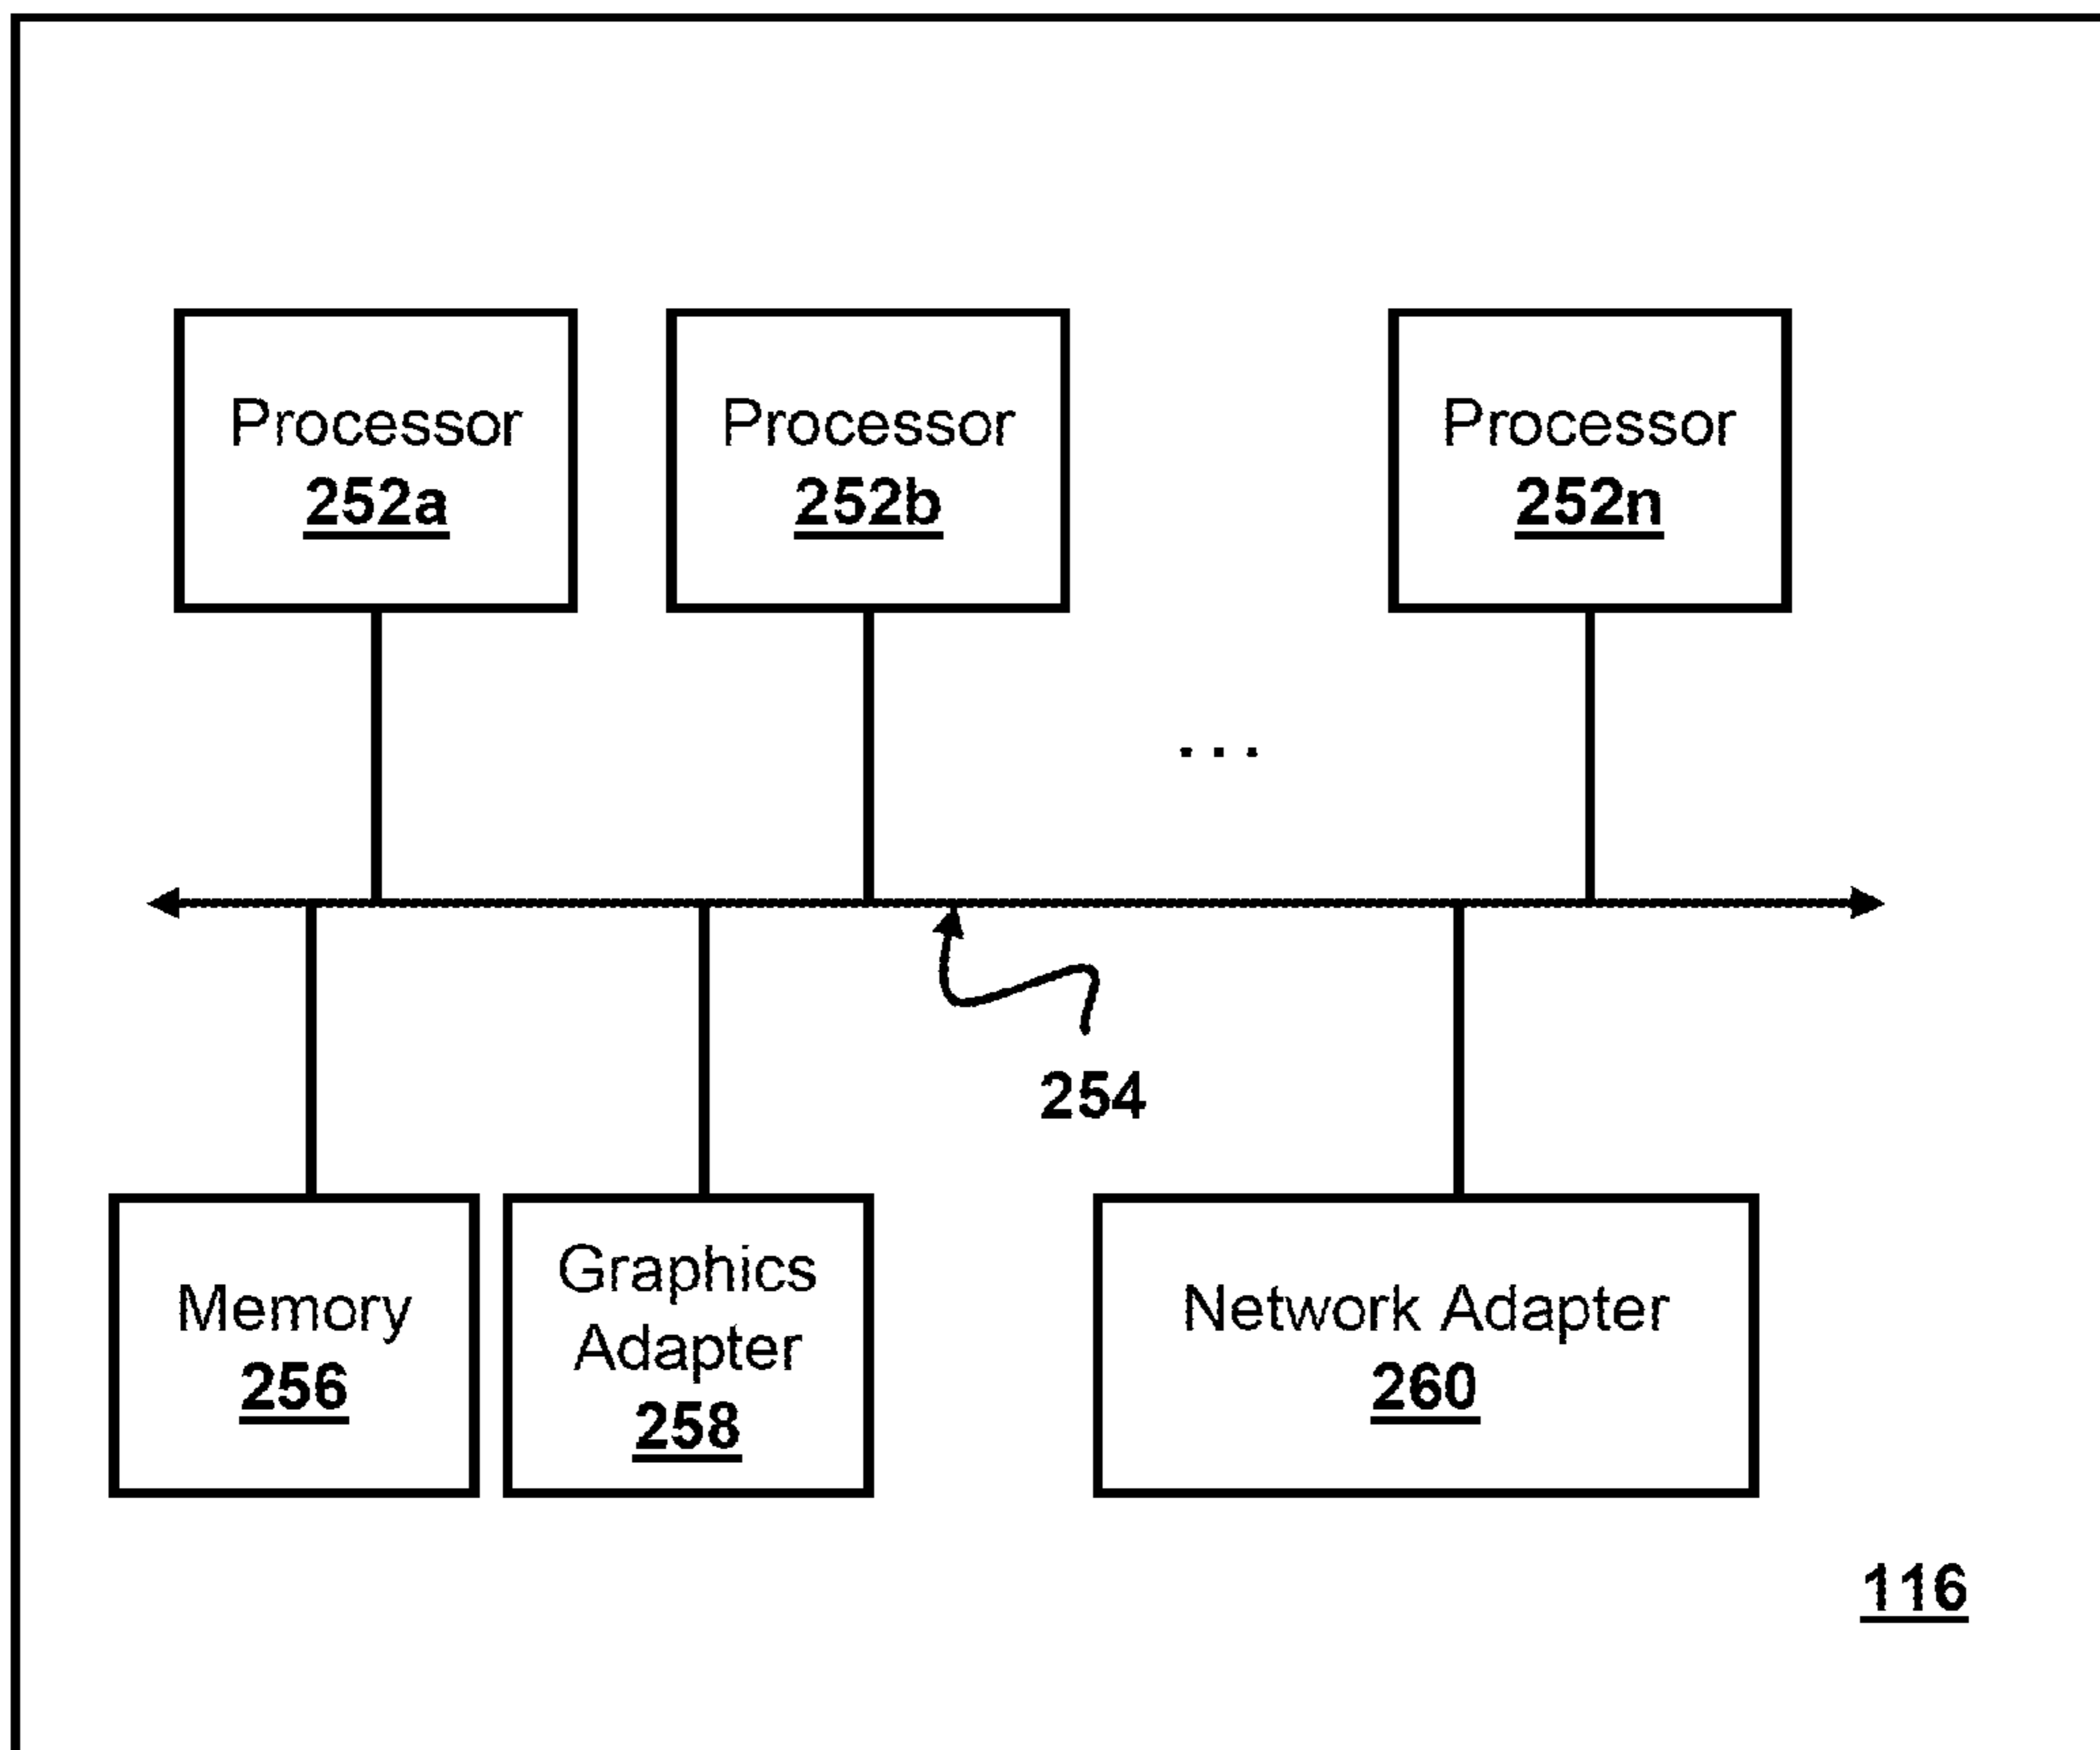 Processor
252a
Processor
252b
Processor
252n
...
254
Memory
256
Graphics
Adapter
258
Network Adapter
260
116